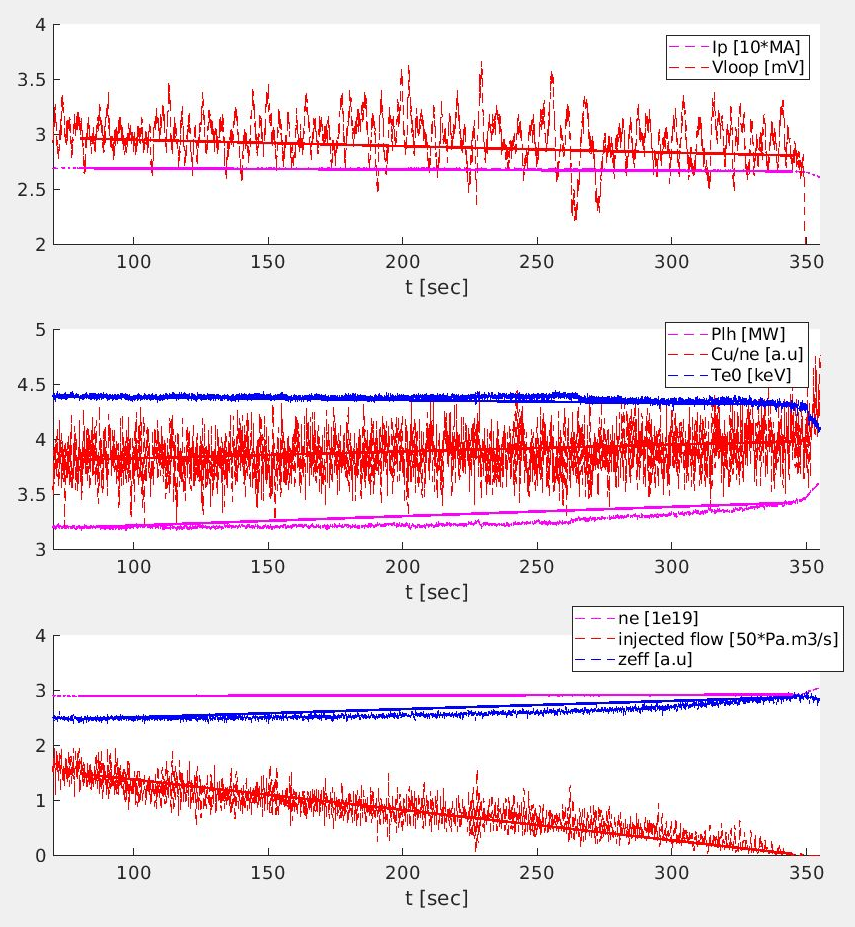 4
3.5
3
2.5
2
Ip [10*MA]
Vloop [mV]
100 150 200 250 300 350
t [sec]
5
4.5
4
3.5
3
Plh [MW]
Cu/ne [a.u]
Te0 [keV]
100 150 200 250 300 350
t [sec]
4
3
2
1
0
ne [1e19]
injected flow [50*Pa.m3/s]
zeff [a.u]
100 150 200 250 300 350
t [sec]